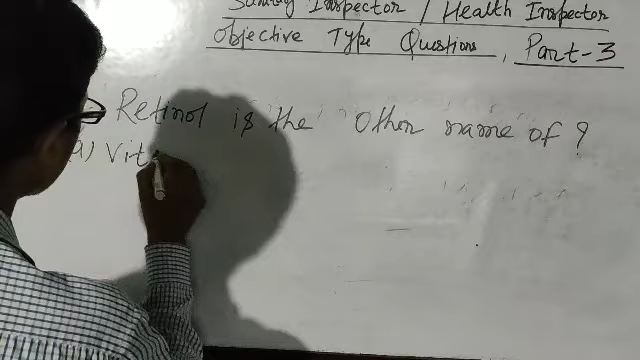 Sanitary Inspector / Health Inspector
Objective Type Questions, Part-3
Retinol is the Other name of ?
a) Vit